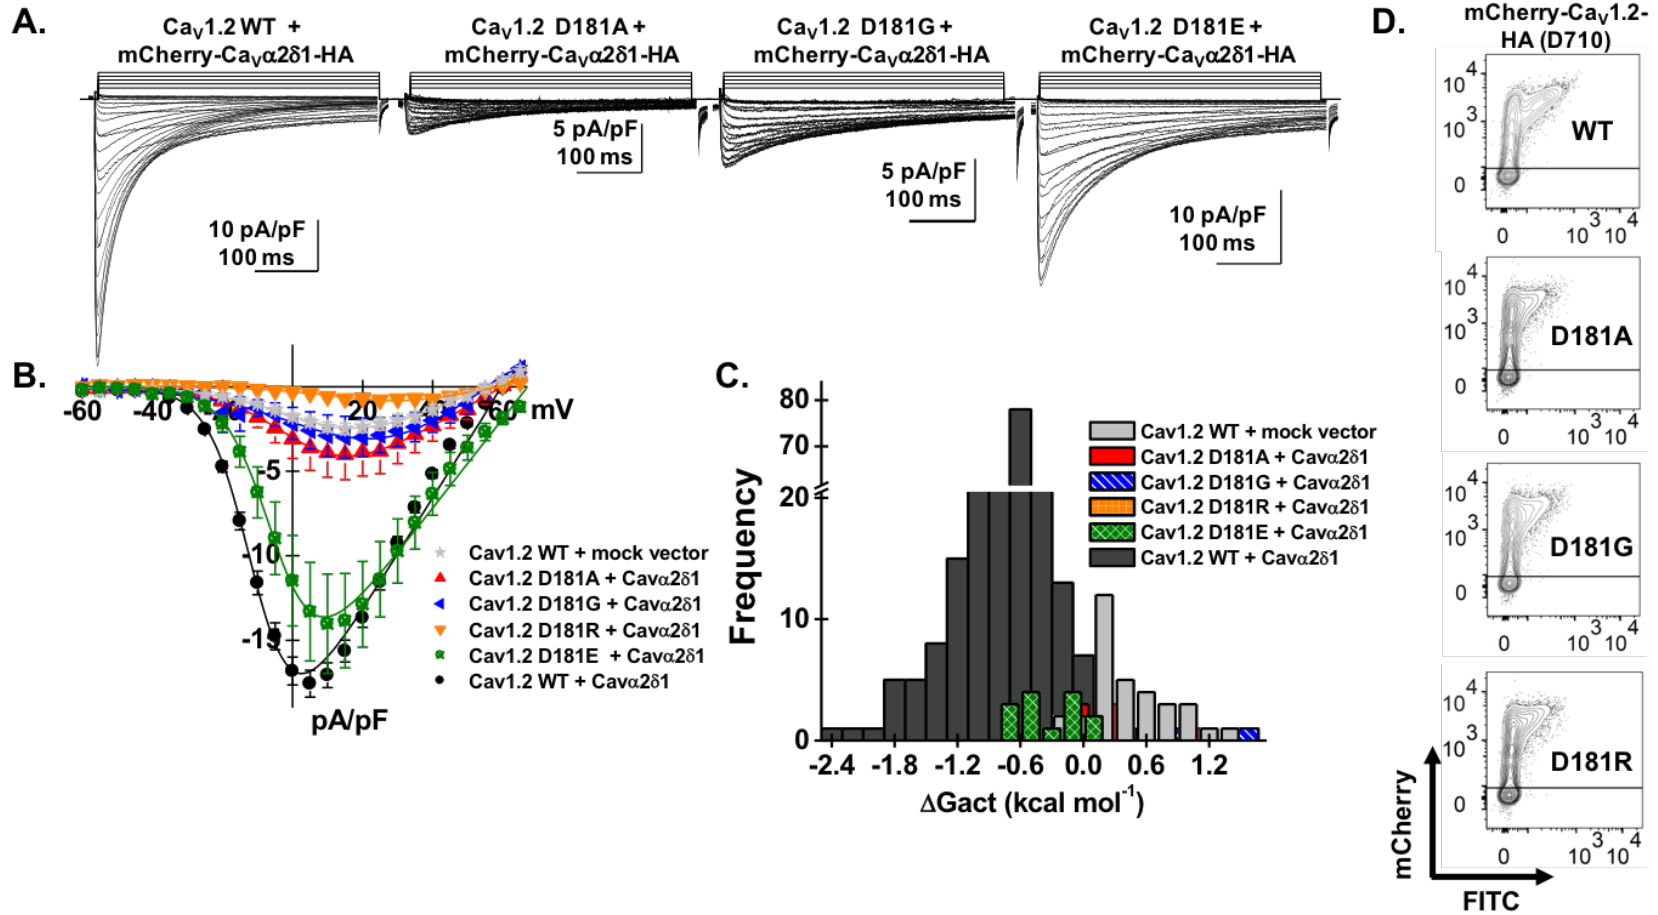 A.
CaV1.2 WT +
mCherry-CaVα2δ1-HA
CaV1.2 D181A +
mCherry-CaVα2δ1-HA
CaV1.2 D181G +
mCherry-CaVα2δ1-HA
CaV1.2 D181E +
mCherry-CaVα2δ1-HA
10 pA/pF
100 ms
5 pA/pF
100 ms
5 pA/pF
100 ms
10 pA/pF
100 ms
B.
-60
-40
20
40
60
mV
-5
-10
-15
pA/pF
Cav1.2 WT + mock vector
Cav1.2 D181A + Cavα2δ1
Cav1.2 D181G + Cavα2δ1
Cav1.2 D181R + Cavα2δ1
Cav1.2 D181E + Cavα2δ1
Cav1.2 WT + Cavα2δ1
C.
Frequency
80
70
20
10
0
-2.4
-1.8
-1.2
-0.6
0.0
0.6
1.2
ΔGact (kcal mol-1)
Cav1.2 WT + mock vector
Cav1.2 D181A + Cavα2δ1
Cav1.2 D181G + Cavα2δ1
Cav1.2 D181R + Cavα2δ1
Cav1.2 D181E + Cavα2δ1
Cav1.2 WT + Cavα2δ1
D.
mCherry-CaV1.2-
HA (D710)
10 4
10 3
0
WT
0
10 3
10 4
10 4
10 3
0
D181A
0
10 3
10 4
10 4
10 3
0
D181G
0
10 3
10 4
10 4
10 3
0
D181R
0
10 3
10 4
mCherry
FITC